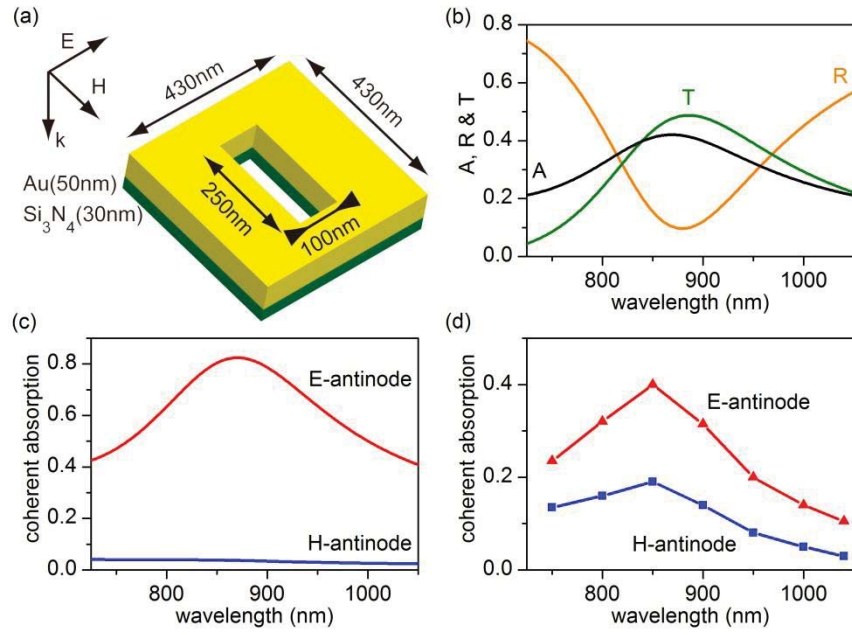 (a)
E
H
k
430nm
430nm
Au(50nm)
Si3N4(30nm)
250nm
100nm
(b)
0.8
0.6
0.4
0.2
0.0
A, R & T
A
T
R
800
900
1000
wavelength (nm)
(c)
0.8
0.6
0.4
0.2
0.0
coherent absorption
E-antinode
H-antinode
800
900
1000
wavelength (nm)
(d)
0.4
0.2
0.0
coherent absorption
E-antinode
H-antinode
800
900
1000
wavelength (nm)